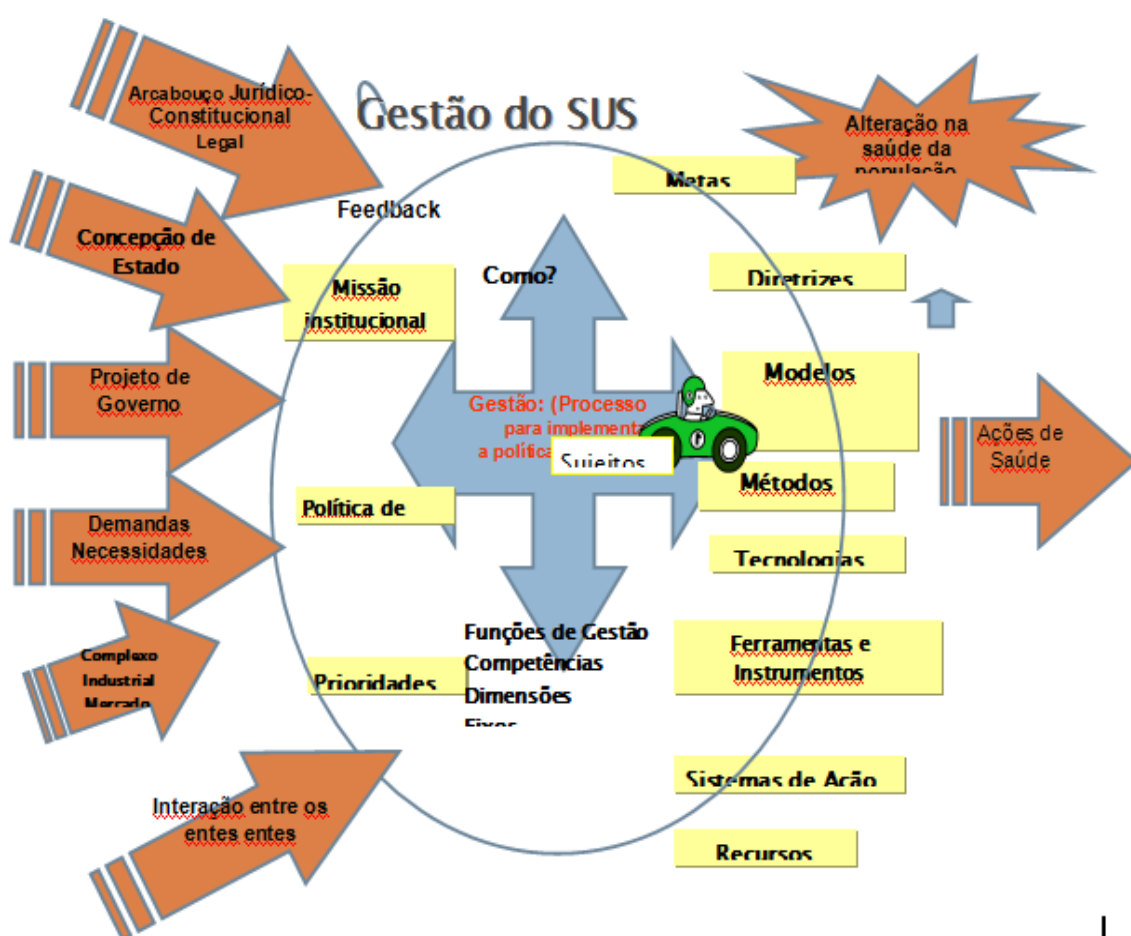 Gestão do SUS
Arcabouço Jurídico-
Constitucional
Legal
Concepção de
Estado
Projeto de
Governo
Demandas
Necessidades
Complexo
Industrial
Mercado
Interação entre os
entes entes
Feedback
Missão
institucional
Política de
Prioridades
Como?
Gestão: (Processo
para implementa
a política
Sujeitos
Funções de Gestão
Competências
Dimensões
Eixos
Metas
Diretrizes
Modelos
Métodos
Tecnologias
Ferramentas e
Instrumentos
Sistemas de Ação
Recursos
Alteração na
saúde da
população
Ações de
Saúde